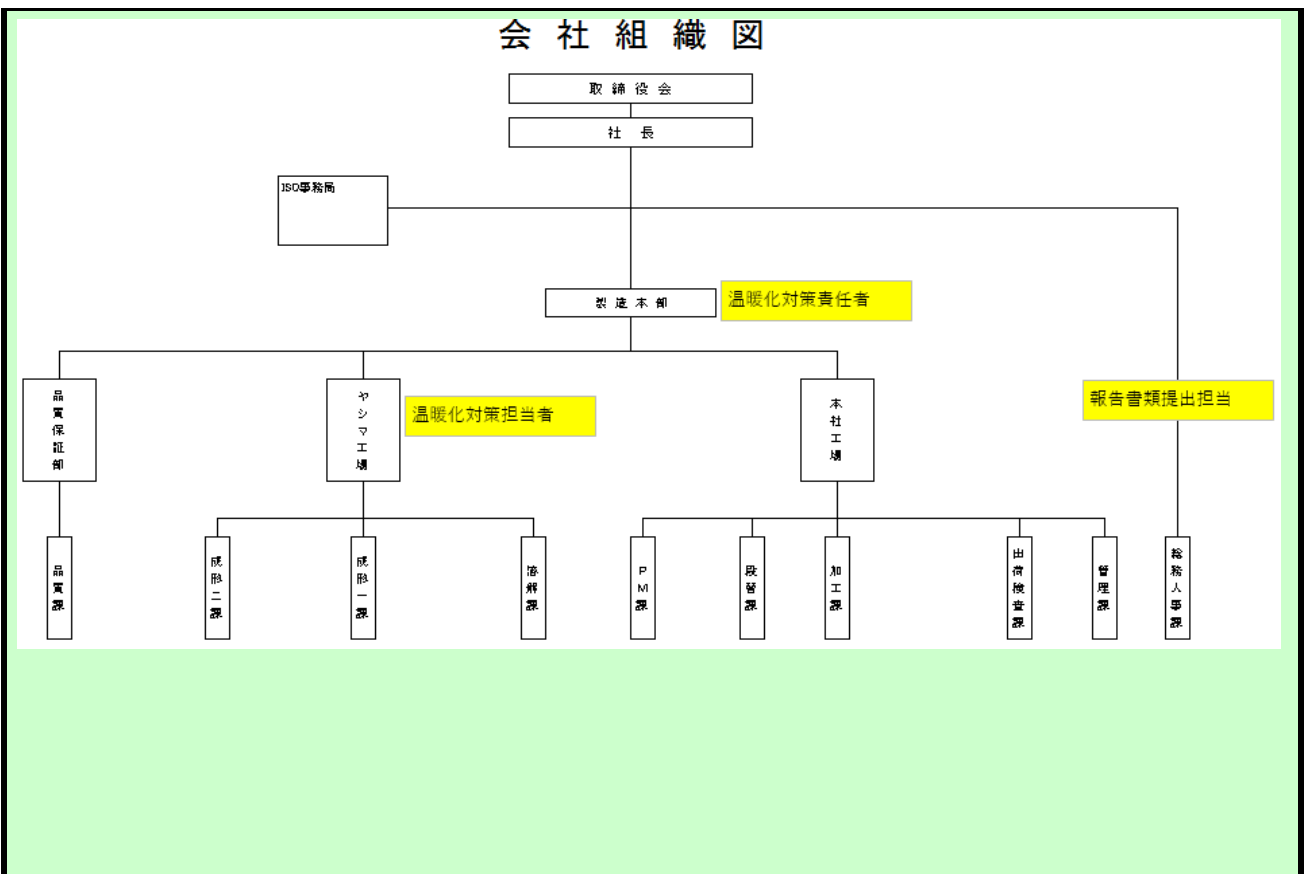 会社組織図
取締役会
社長
ISO事務局
製造本部
温暖化対策責任者
品質保証部
ヤシマ工場
温暖化対策担当者
本社工場
報告書類提出担当
品質課
成形二課
成形一課
溶解課
PM課
段替課
加工課
出荷検査課
管理課
総務人事課